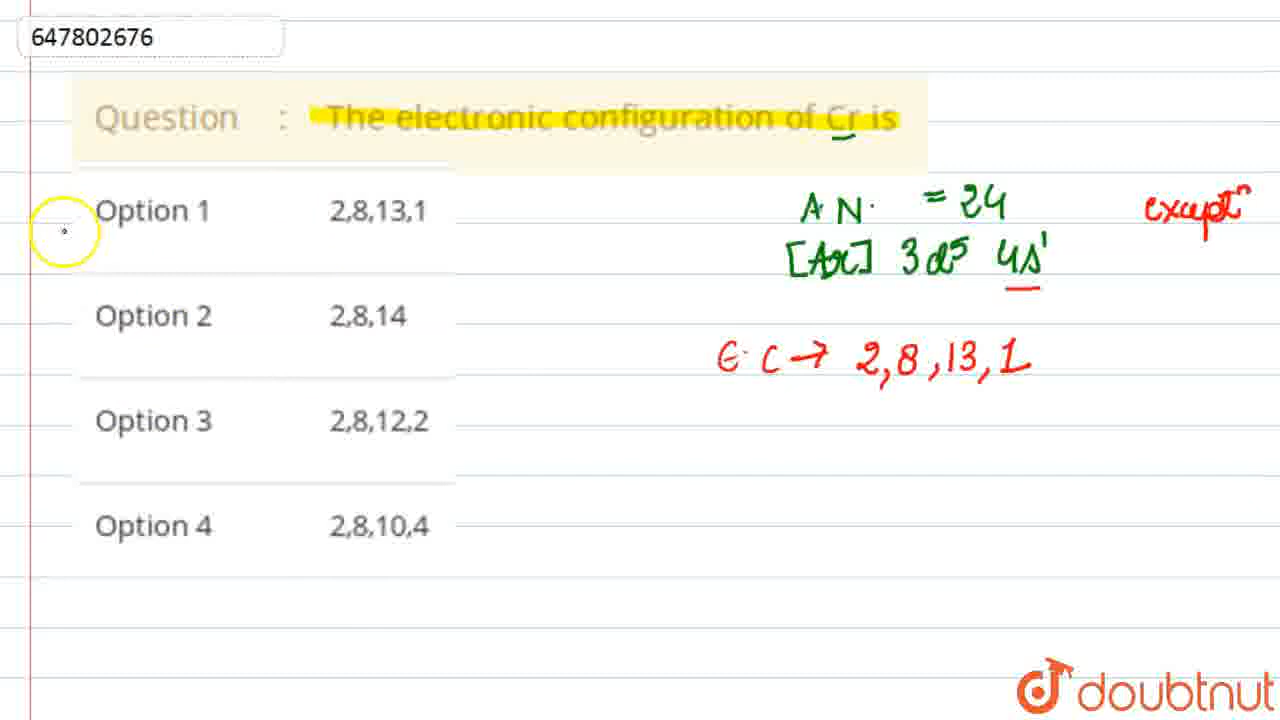 647802676
Question : The electronic configuration of Cr is
Option 1 2,8,13,1
Option 2 2,8,14
Option 3 2,8,12,2
Option 4 2,8,10,4
A.N. = 24
exceptⁿ
[Ar] 3d⁵ 4s¹
E.C → 2,8,13,1
doubtnut